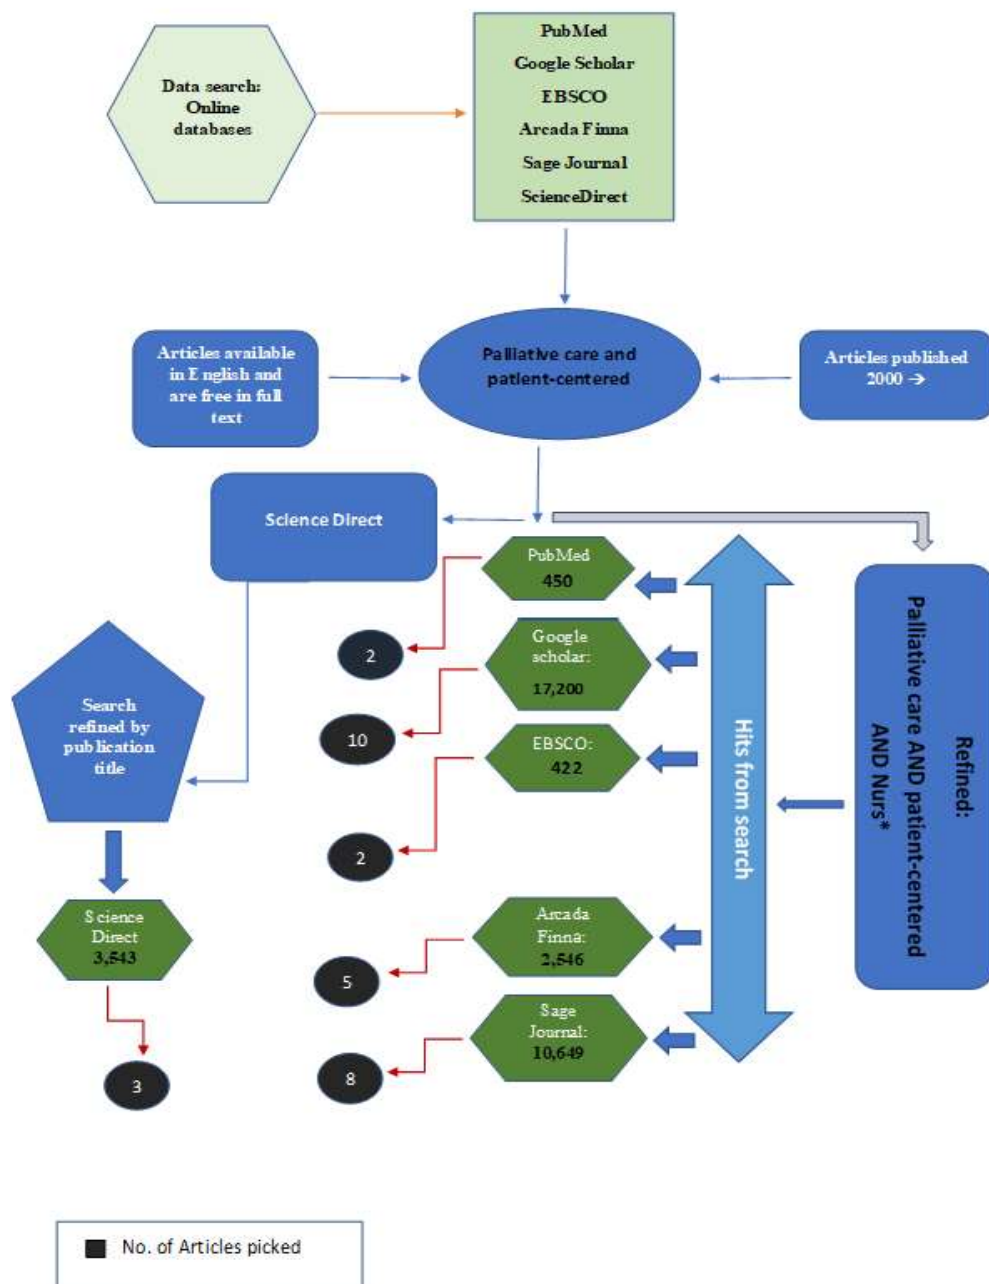 Data search:
Online
databases
PubMed
Google Scholar
EBSCO
Arcada Finna
Sage Journal
ScienceDirect
Articles available
in English and
are free in full
text
Palliative care and
patient-centered
Articles published
2000 →
Science Direct
PubMed
450
2
Google
scholar:
17,200
10
EBSCO:
422
2
Arcada
Finna:
2,546
5
Sage
Journal:
10,649
8
Hits from search
Refined:
Palliative care AND patient-centered
AND Nurs*
Search
refined by
publication
title
Science
Direct
3,543
3
No. of Articles picked